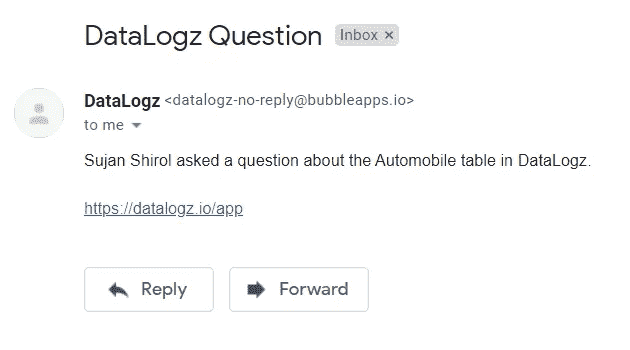 DataLogz Question Inbox ×
DataLogz <datalogz-no-reply@bubbleapps.io>
to me
Sujan Shirol asked a question about the Automobile table in DataLogz.
https://datalogz.io/app
Reply Forward